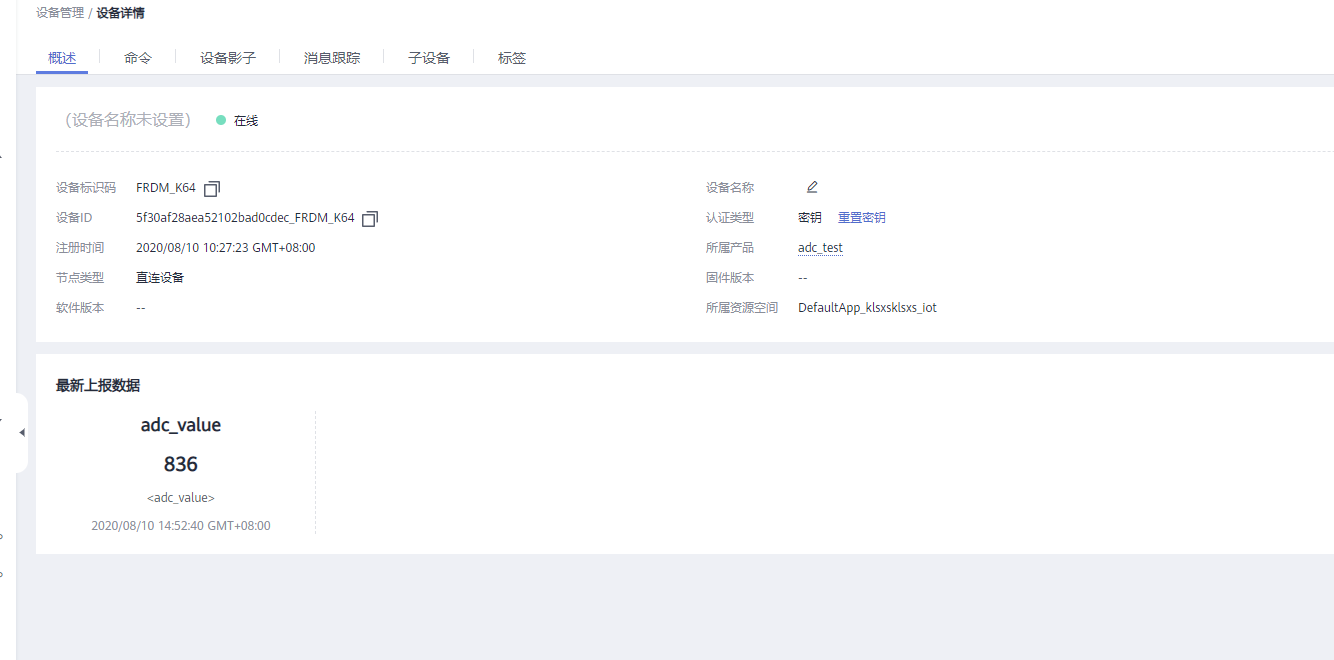 设备管理 / 设备详情
概述 命令 设备影子 消息跟踪 子设备 标签
（设备名称未设置） 在线
设备标识码 FRDM_K64 设备名称
设备ID 5f30af28aea52102bad0cdec_FRDM_K64 认证类型 密钥 重置密钥
注册时间 2020/08/10 10:27:23 GMT+08:00 所属产品 adc_test
节点类型 直连设备 固件版本 --
软件版本 -- 所属资源空间 DefaultApp_klsxsklsxs_iot
最新上报数据
adc_value
836
<adc_value>
2020/08/10 14:52:40 GMT+08:00